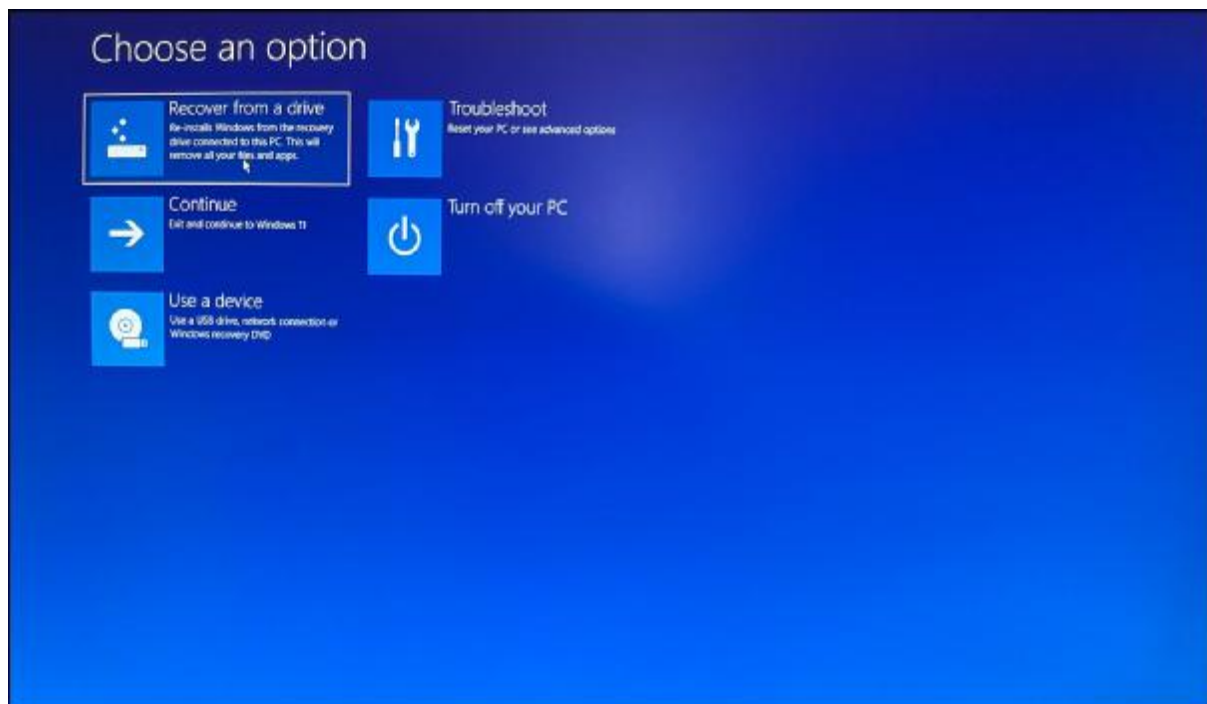 Choose an option
Recover from a drive
Re-installs Windows from the recovery
drive connected to this PC. This will
remove all your files and apps.
Troubleshoot
Reset your PC or see advanced options
Continue
Exit and continue to Windows 11
Turn off your PC
Use a device
Use a USB drive, network connection or
Windows recovery DVD